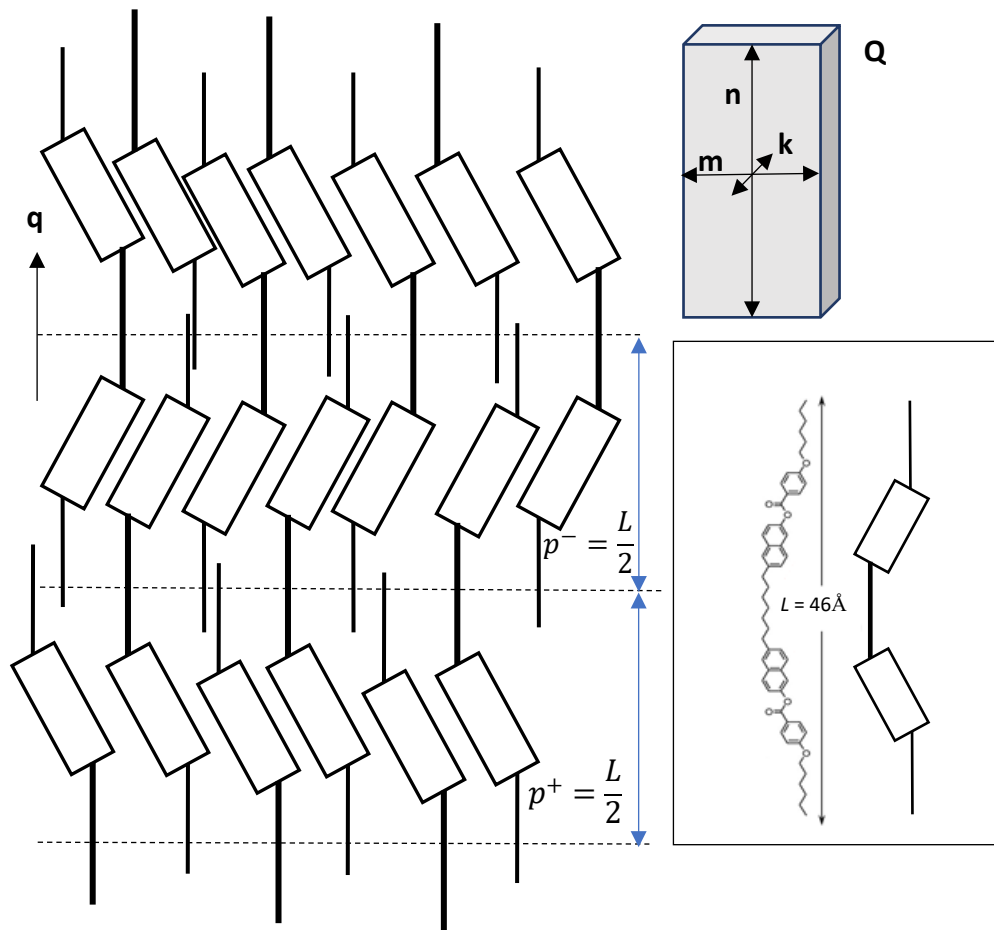 Q
n
k
m
q
p⁻ = L/2
p⁺ = L/2
O
O
O
L = 46Å
O
O
O